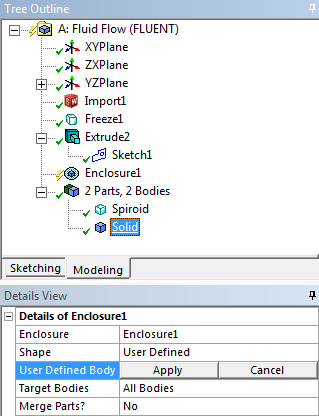 Tree Outline
A: Fluid Flow (FLUENT)
XYPlane
ZXPlane
YZPlane
Import1
Freeze1
Extrude2
Sketch1
Enclosure1
2 Parts, 2 Bodies
Spiroid
Solid
Sketching Modeling
Details View
Details of Enclosure1
Enclosure Enclosure1
Shape User Defined
User Defined Body Apply Cancel
Target Bodies All Bodies
Merge Parts? No